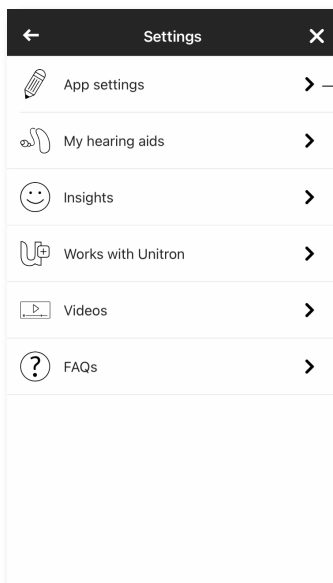 Settings
App settings
My hearing aids
Insights
Works with Unitron
Videos
FAQs